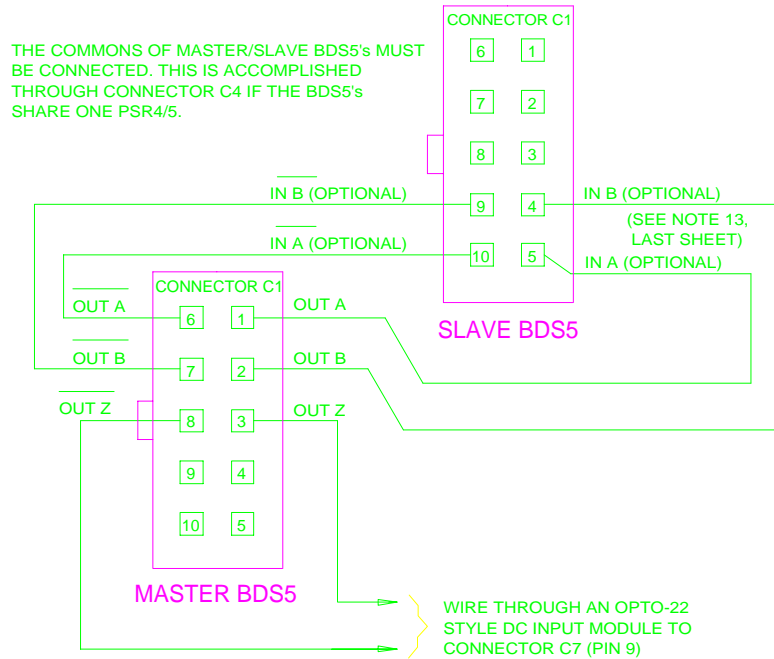 THE COMMONS OF MASTER/SLAVE BDS5's MUST
BE CONNECTED. THIS IS ACCOMPLISHED
THROUGH CONNECTOR C4 IF THE BDS5's
SHARE ONE PSR4/5.
CONNECTOR C1
6 1
7 2
8 3
9 4
10 5
IN B (OPTIONAL)
IN A (OPTIONAL)
IN B (OPTIONAL)
(SEE NOTE 13,
LAST SHEET)
IN A (OPTIONAL)
SLAVE BDS5
CONNECTOR C1
OUT A 6 1 OUT A
OUT B 7 2 OUT B
OUT Z 8 3 OUT Z
9 4
10 5
MASTER BDS5
WIRE THROUGH AN OPTO-22
STYLE DC INPUT MODULE TO
CONNECTOR C7 (PIN 9)